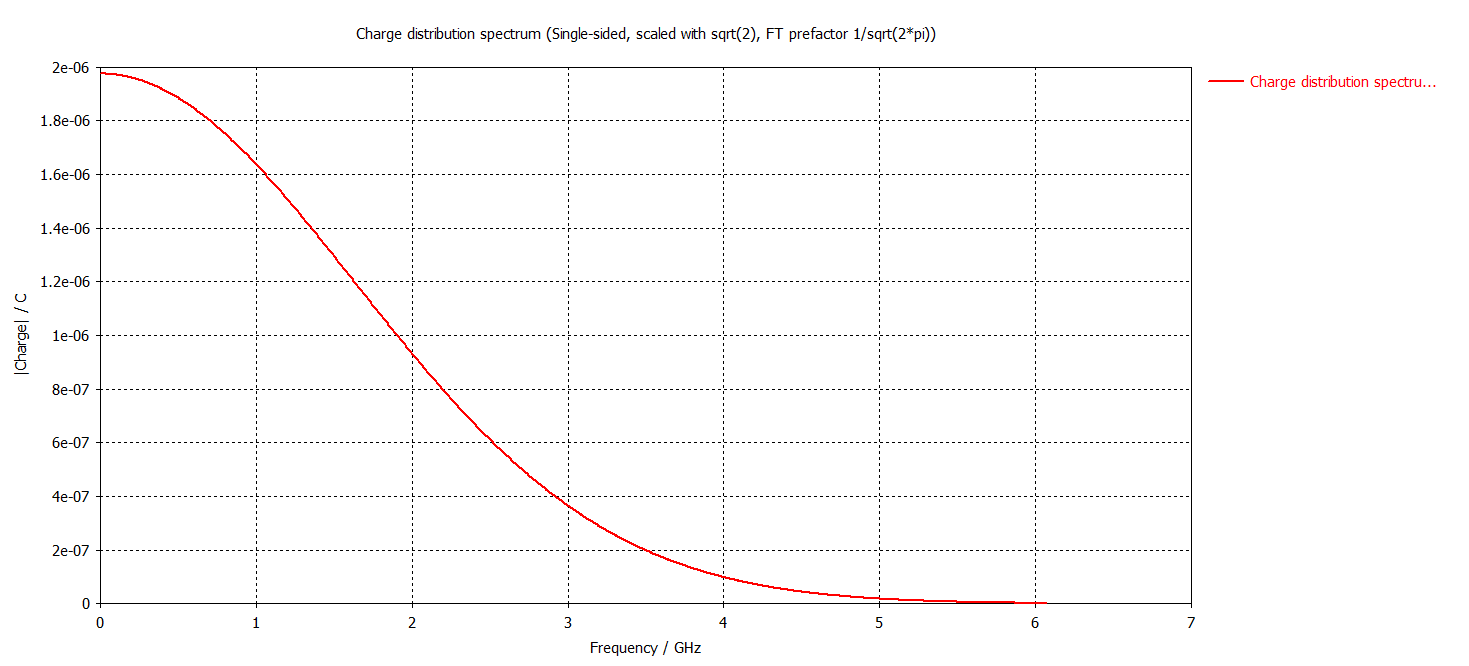 Charge distribution spectrum (Single-sided, scaled with sqrt(2), FT prefactor 1/sqrt(2*pi))
Charge distribution spectru...
2e-06
1.8e-06
1.6e-06
1.4e-06
1.2e-06
1e-06
8e-07
6e-07
4e-07
2e-07
0
|Charge| / C
0 1 2 3 4 5 6 7
Frequency / GHz